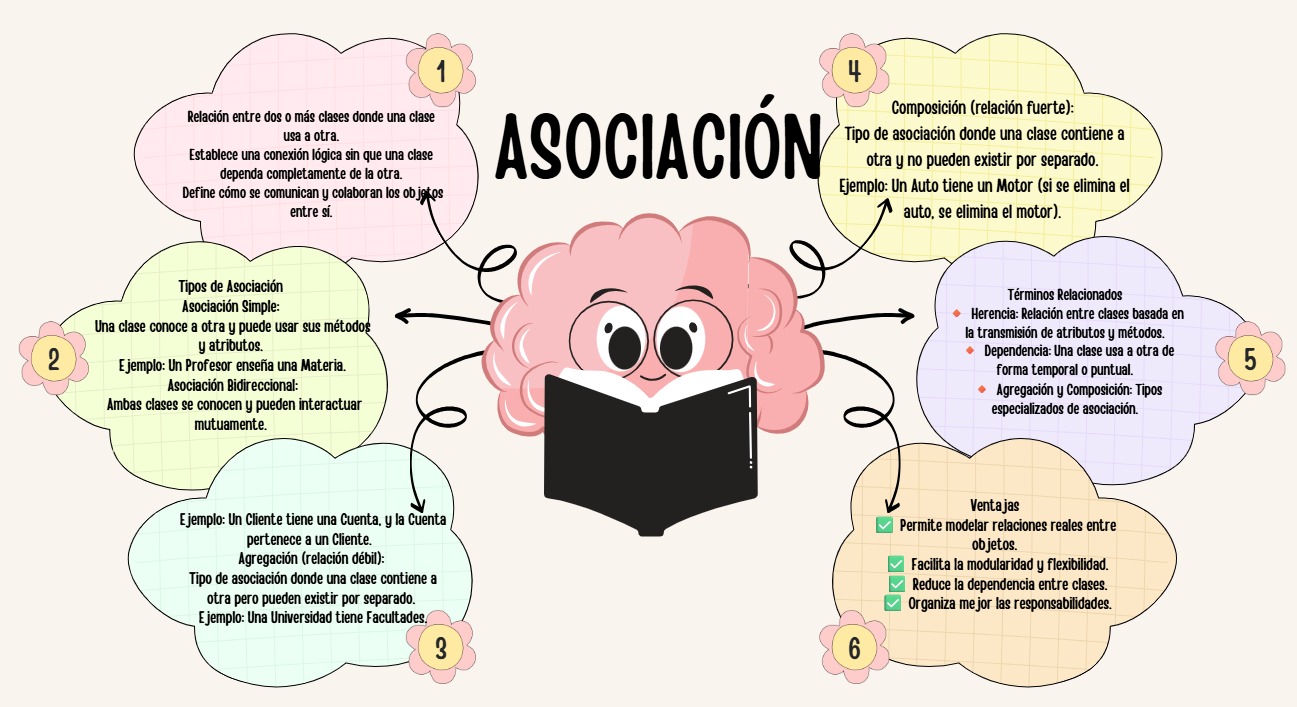 ASOCIACIÓN
1
Relación entre dos o más clases donde una clase
usa a otra.
Establece una conexión lógica sin que una clase
dependa completamente de la otra.
Define cómo se comunican y colaboran los objetos
entre sí.
2
Tipos de Asociación
Asociación Simple:
Una clase conoce a otra y puede usar sus métodos
y atributos.
Ejemplo: Un Profesor enseña una Materia.
Asociación Bidireccional:
Ambas clases se conocen y pueden interactuar
mutuamente.
Ejemplo: Un Cliente tiene una Cuenta, y la Cuenta
pertenece a un Cliente.
Agregación (relación débil):
Tipo de asociación donde una clase contiene a
otra pero pueden existir por separado.
Ejemplo: Una Universidad tiene Facultades.
3
4
Composición (relación fuerte):
Tipo de asociación donde una clase contiene a
otra y no pueden existir por separado.
Ejemplo: Un Auto tiene un Motor (si se elimina el
auto, se elimina el motor).
Términos Relacionados
🔸 Herencia: Relación entre clases basada en
la transmisión de atributos y métodos.
🔸 Dependencia: Una clase usa a otra de
forma temporal o puntual.
🔸 Agregación y Composición: Tipos
especializados de asociación.
5
Ventajas
✅ Permite modelar relaciones reales entre
objetos.
✅ Facilita la modularidad y flexibilidad.
✅ Reduce la dependencia entre clases.
✅ Organiza mejor las responsabilidades.
6